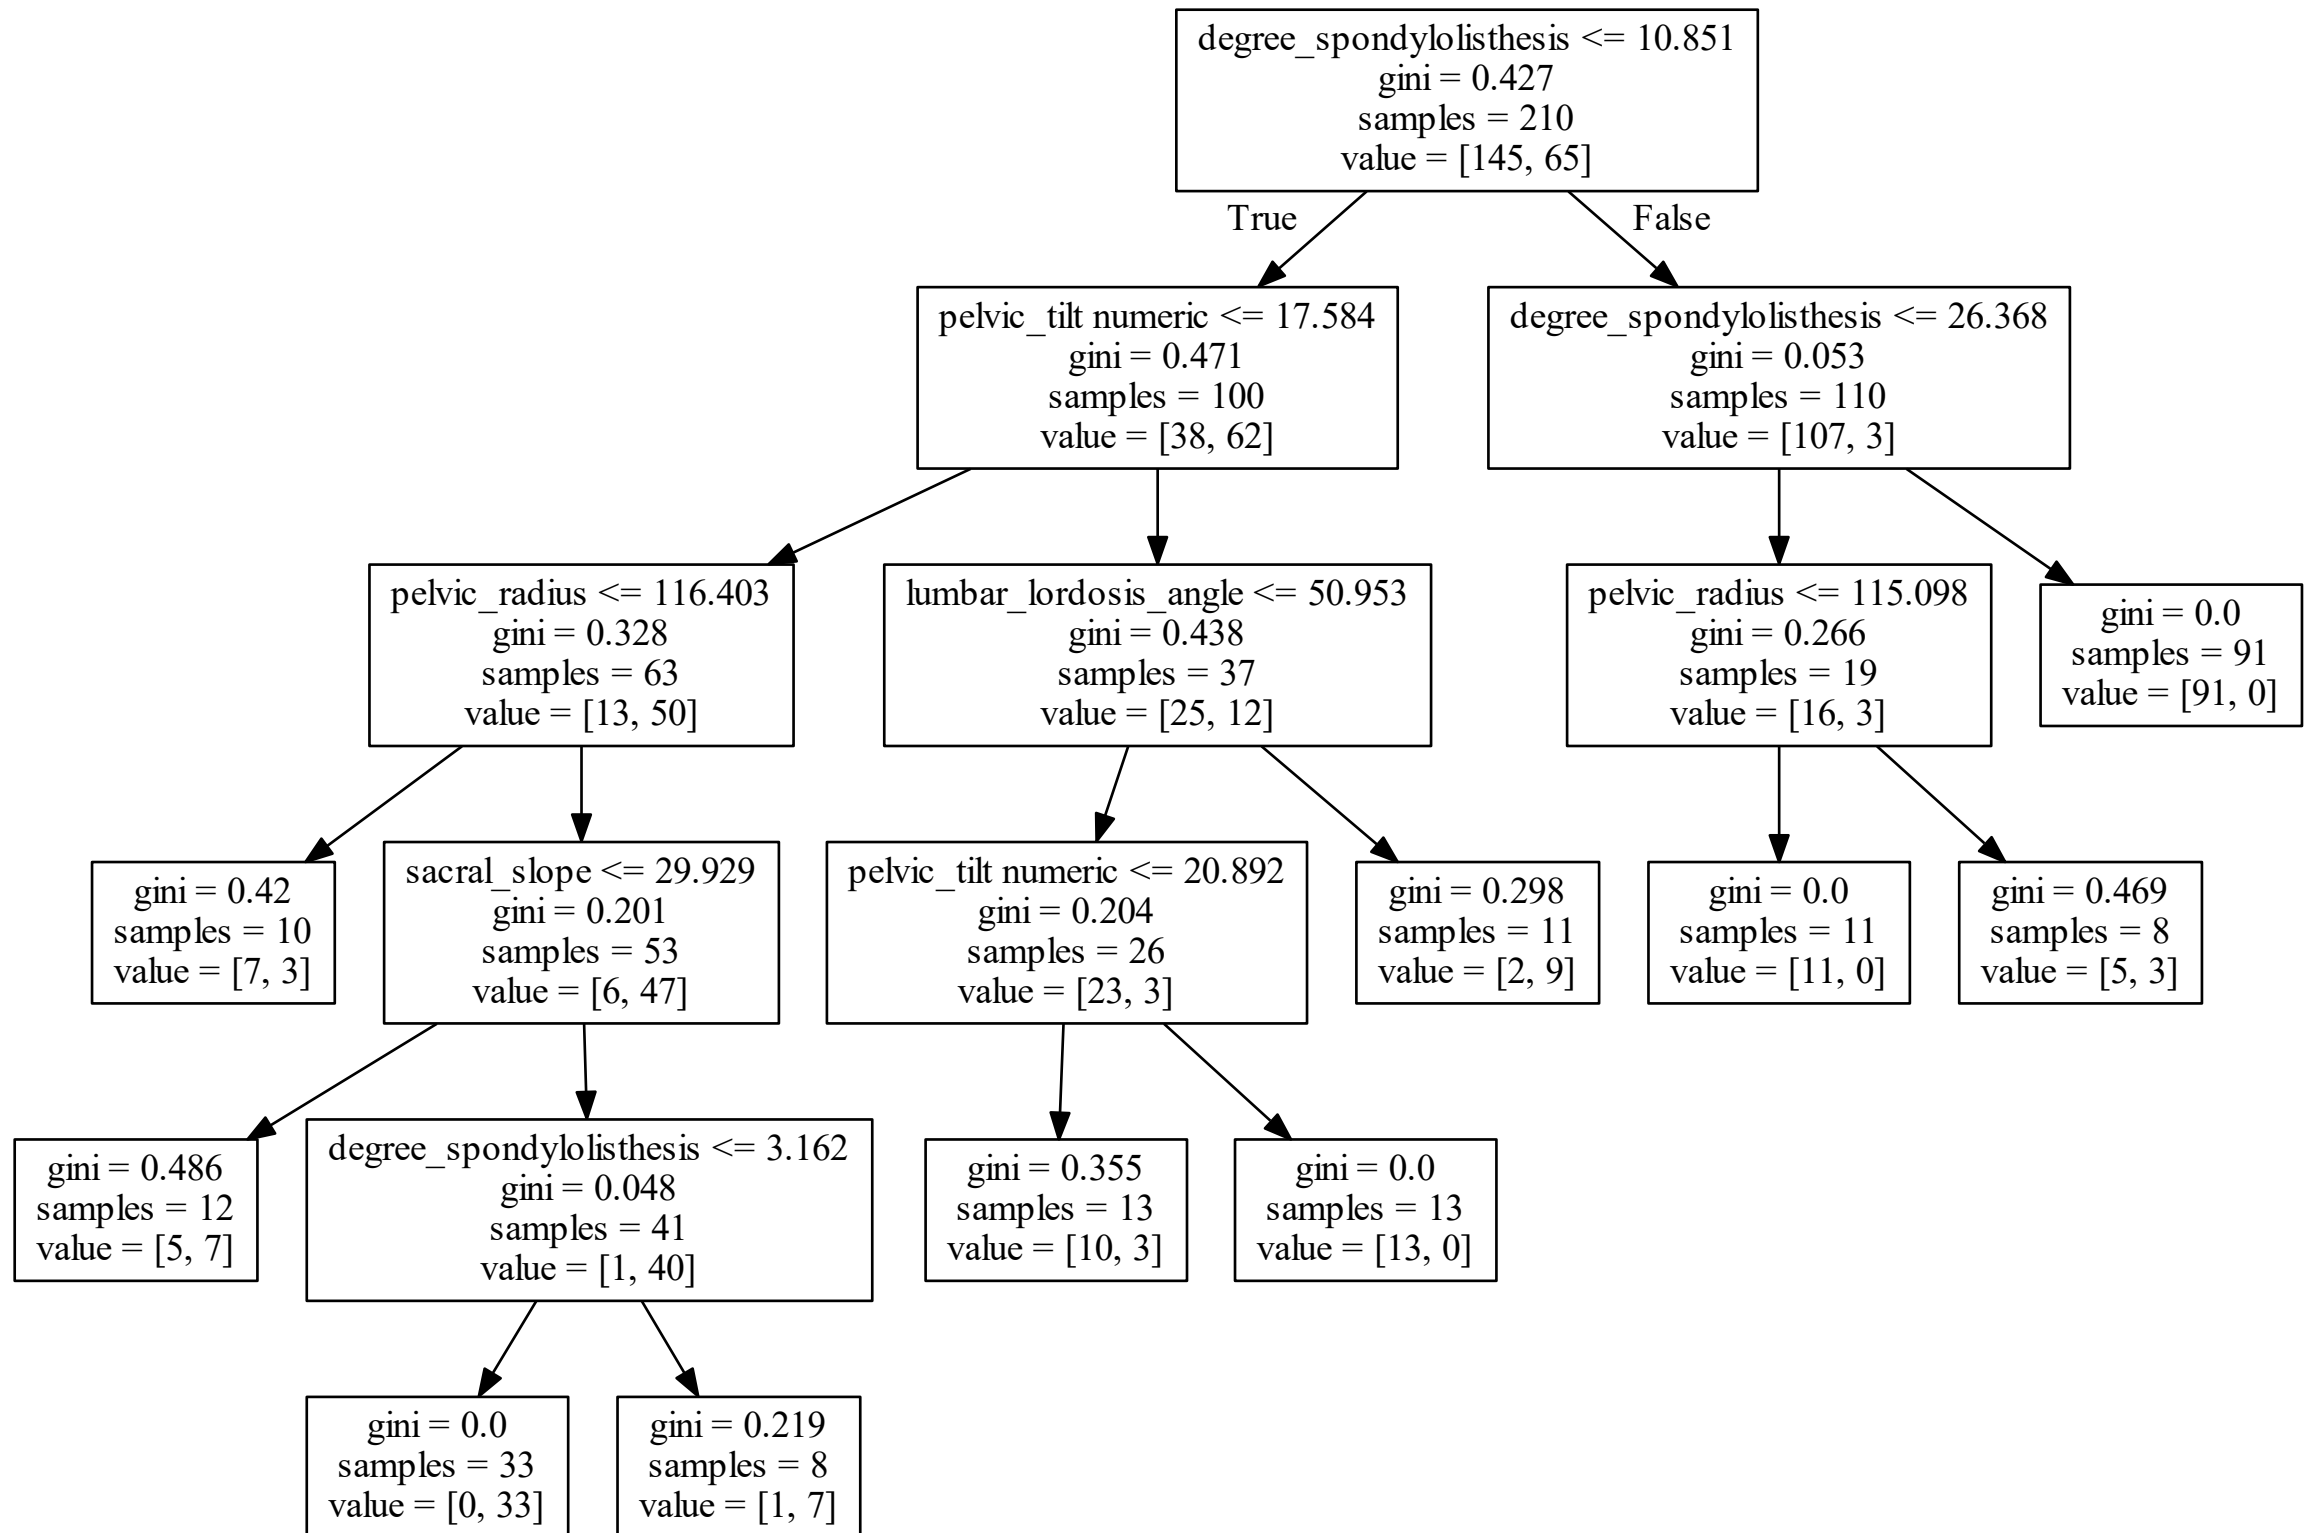 degree_spondylolisthesis <= 10.851
gini = 0.427
samples = 210
value = [145, 65]
True
False
pelvic_tilt numeric <= 17.584
gini = 0.471
samples = 100
value = [38, 62]
degree_spondylolisthesis <= 26.368
gini = 0.053
samples = 110
value = [107, 3]
pelvic_radius <= 116.403
gini = 0.328
samples = 63
value = [13, 50]
lumbar_lordosis_angle <= 50.953
gini = 0.438
samples = 37
value = [25, 12]
pelvic_radius <= 115.098
gini = 0.266
samples = 19
value = [16, 3]
gini = 0.0
samples = 91
value = [91, 0]
gini = 0.42
samples = 10
value = [7, 3]
sacral_slope <= 29.929
gini = 0.201
samples = 53
value = [6, 47]
pelvic_tilt numeric <= 20.892
gini = 0.204
samples = 26
value = [23, 3]
gini = 0.298
samples = 11
value = [2, 9]
gini = 0.0
samples = 11
value = [11, 0]
gini = 0.469
samples = 8
value = [5, 3]
gini = 0.486
samples = 12
value = [5, 7]
degree_spondylolisthesis <= 3.162
gini = 0.048
samples = 41
value = [1, 40]
gini = 0.355
samples = 13
value = [10, 3]
gini = 0.0
samples = 13
value = [13, 0]
gini = 0.0
samples = 33
value = [0, 33]
gini = 0.219
samples = 8
value = [1, 7]